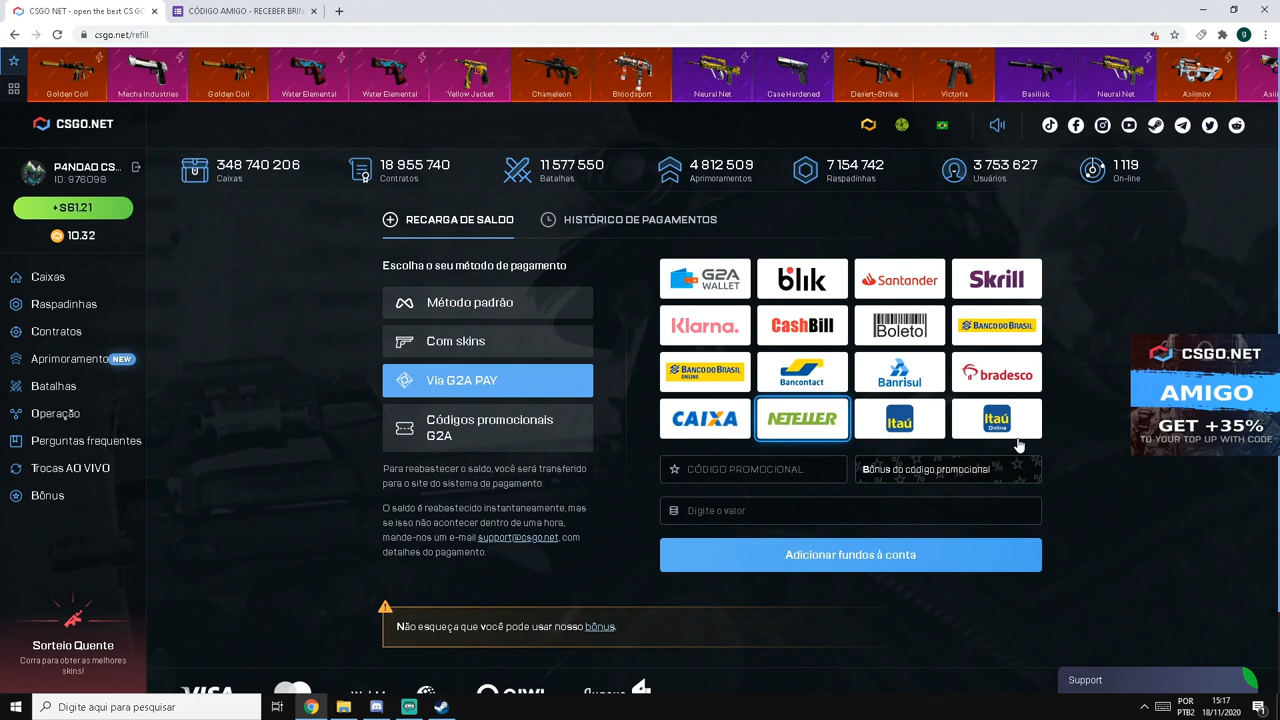 CSGO NET - open the best CS GO
CÓDIGO AMIGO - RECEBER BRIN
csgo.net/refill
g
Golden Coil
Mecha Industries
Golden Coil
Water Elemental
Water Elemental
Yellow Jacket
Chameleon
Bloodsport
Neural Net
Case Hardened
Desert-Strike
Victoria
Basilisk
Neural Net
Asiimov
Asii
CSGO.NET
P4NDAO CS...
ID: 976098
+$61.21
10.32
348 740 206
Caixas
18 955 740
Contratos
11 577 550
Batalhas
4 812 509
Aprimoramentos
7 154 742
Raspadinhas
3 753 627
Usuários
1 119
On-line
Caixas
Raspadinhas
Contratos
Aprimoramento NEW
Batalhas
Operação
Perguntas frequentes
Trocas AO VIVO
Bônus
Sorteio Quente
Corra para obter as melhores
skins!
RECARGA DE SALDO
HISTÓRICO DE PAGAMENTOS
Escolha o seu método de pagamento
Método padrão
Com skins
Via G2A PAY
Códigos promocionais
G2A
Para reabastecer o saldo, você será transferido
para o site do sistema de pagamento.
O saldo é reabastecido instantaneamente, mas
se isso não acontecer dentro de uma hora,
mande-nos um e-mail support@csgo.net, com
detalhes do pagamento.
G2A WALLET
blik
Santander
Skrill
Klarna.
CashBill
Boleto
BANCO DO BRASIL
BANCO DO BRASIL ONLINE
Bancontact
Banrisul
bradesco
CAIXA
NETELLER
Itaú
Itaú Online
CÓDIGO PROMOCIONAL
Bônus do código promocional
Digite o valor
Adicionar fundos à conta
Não esqueça que você pode usar nosso bônus.
CSGO.NET
AMIGO
GET +35%
TO YOUR TOP UP WITH CODE
VISA
QIWI
Support
Digite aqui para pesquisar
POR
PTB2
15:17
18/11/2020
1